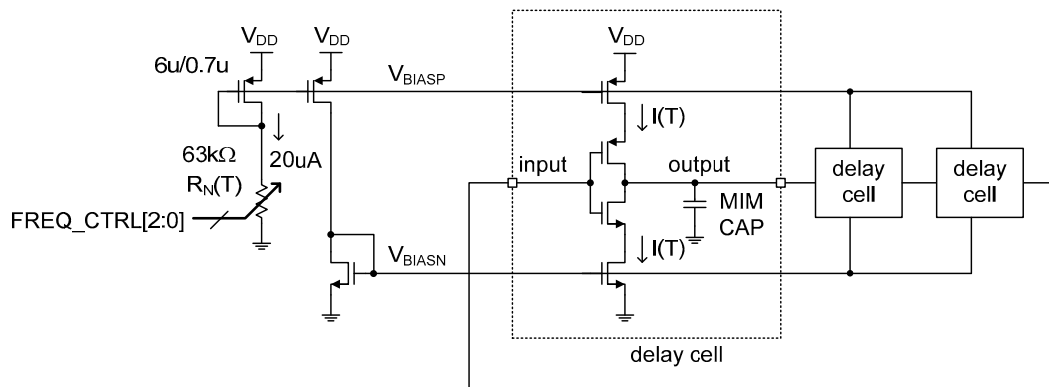 V_DD V_DD V_DD
6u/0.7u
V_BIASP
I(T)
63kΩ 20uA
R_N(T)
input output
delay cell
delay cell
FREQ_CTRL[2:0]
MIM CAP
V_BIASN
I(T)
delay cell